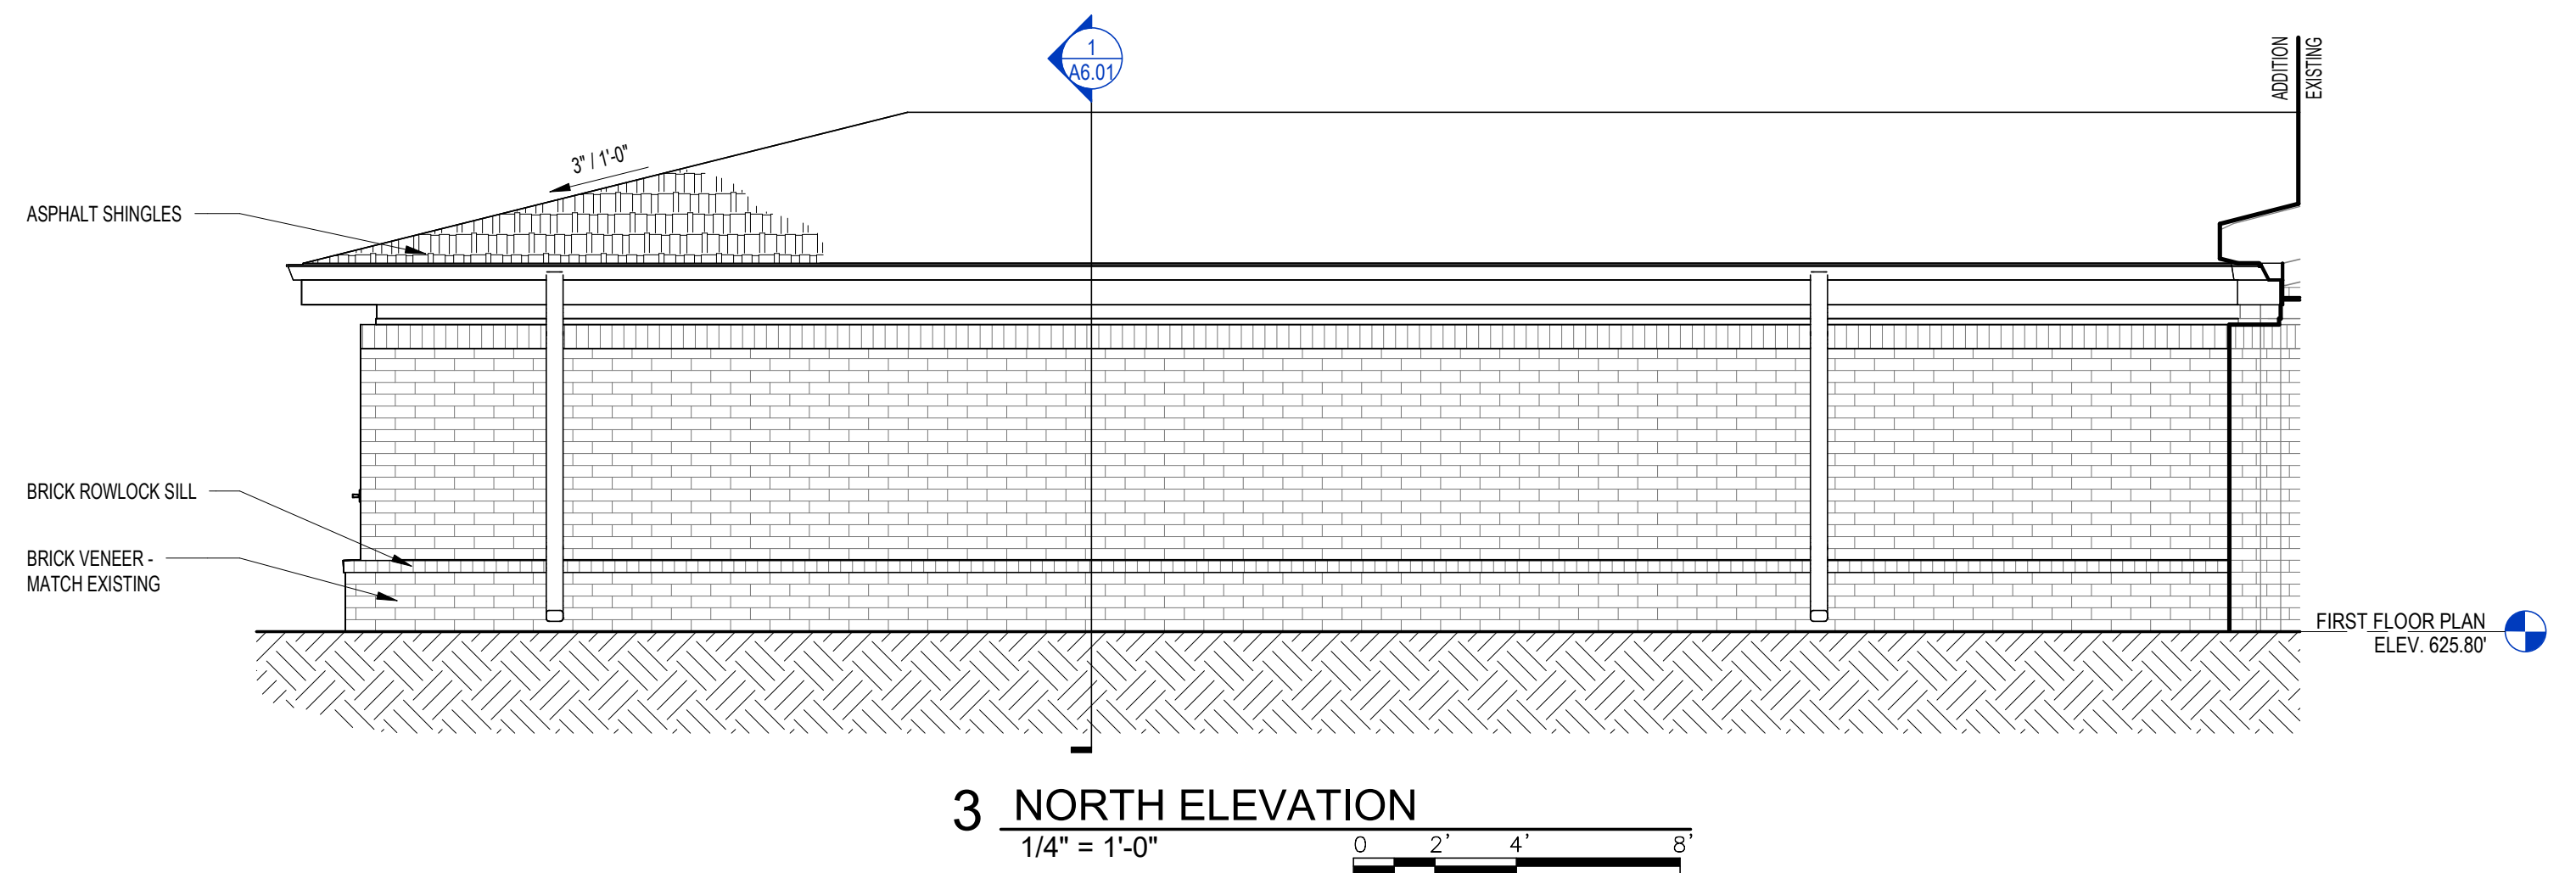 1
A6.01
ADDITION
EXISTING
3" / 1'-0"
ASPHALT SHINGLES
BRICK ROWLOCK SILL
BRICK VENEER -
MATCH EXISTING
FIRST FLOOR PLAN
ELEV. 625.80'
3 NORTH ELEVATION
1/4" = 1'-0"
0 2' 4' 8'